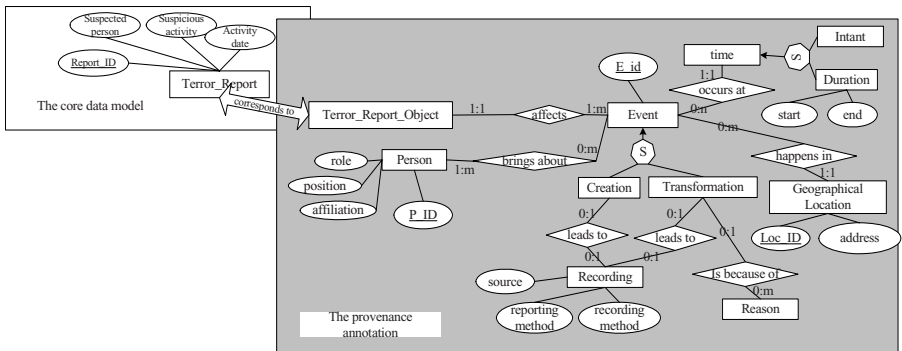 Suspected
person
Suspicious
activity
Activity
date
Report_ID
Terror_Report
The core data model
corresponds to
Terror_Report_Object
1:1
affects
1:m
E_id
Event
time
1:1
occurs at
0:n
S
Intant
Duration
start
end
0:m
happens in
1:1
Geographical
Location
Loc_ID
address
role
position
affiliation
Person
P_ID
1:m
brings about
0:m
S
Creation
Transformation
0:1
leads to
0:1
0:1
leads to
0:1
0:1
Is because of
0:m
Reason
source
Recording
reporting
method
recording
method
The provenance
annotation